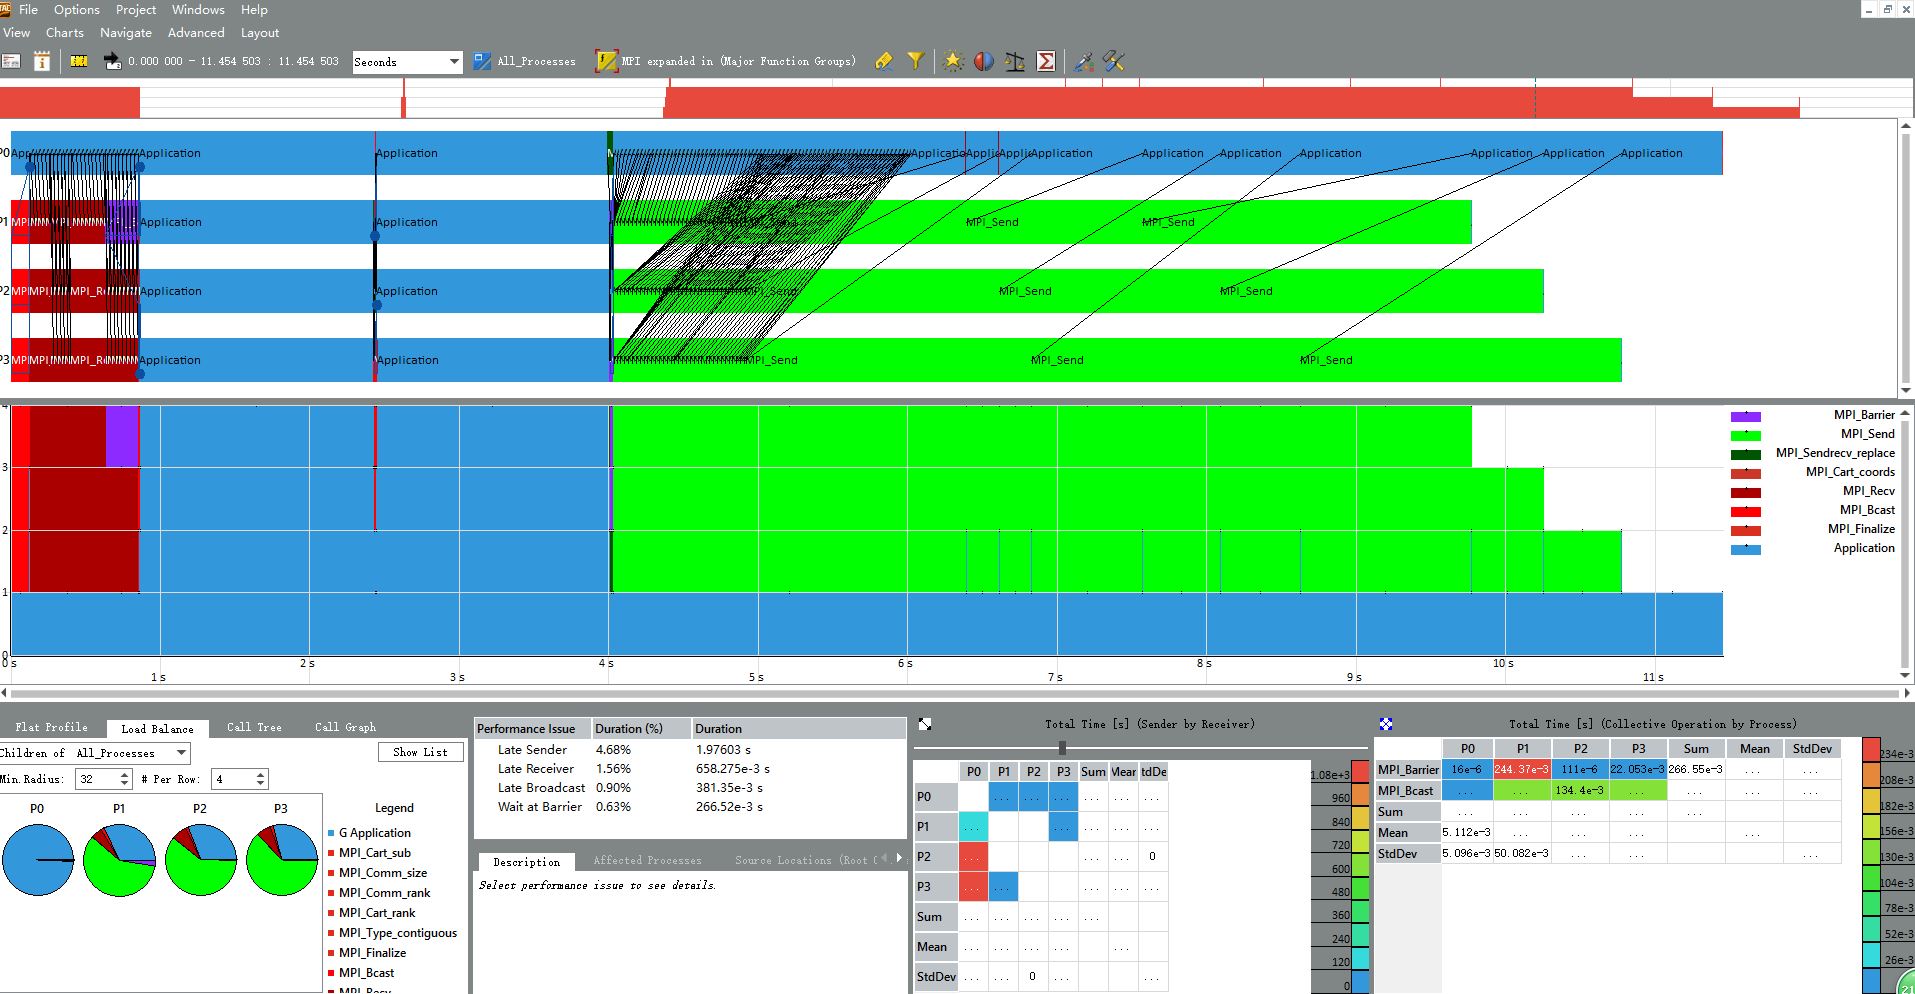 File Options Project Windows Help
View Charts Navigate Advanced Layout
0.000 000 - 11.454 503 : 11.454 503 Seconds All_Processes MPI expanded in (Major Function Groups)
P0 App Application Application M Application Applic Applic Application Application Application Application Application Application Application
P1 MPI Application Application MPI_Send MPI_Send
P2 MPI MPI MPI_Re Application Application MPI_Send MPI_Send MPI_Send
P3 MPI MPI MPI_Re Application Application MPI_Send MPI_Send MPI_Send
4
3
2
1
0
0 s 1 s 2 s 3 s 4 s 5 s 6 s 7 s 8 s 9 s 10 s 11 s
MPI_Barrier
MPI_Send
MPI_Sendrecv_replace
MPI_Cart_coords
MPI_Recv
MPI_Bcast
MPI_Finalize
Application
Flat Profile Load Balance Call Tree Call Graph
Children of All_Processes Show List
Min.Radius: 32 # Per Row: 4
P0 P1 P2 P3
Legend
G Application
MPI_Cart_sub
MPI_Comm_size
MPI_Comm_rank
MPI_Cart_rank
MPI_Type_contiguous
MPI_Finalize
MPI_Bcast
MPI_Recv
Performance Issue Duration (%) Duration
Late Sender 4.68% 1.97603 s
Late Receiver 1.56% 658.275e-3 s
Late Broadcast 0.90% 381.35e-3 s
Wait at Barrier 0.63% 266.52e-3 s
Description Affected Processes Source Locations (Root C
Select performance issue to see details.
Total Time [s] (Sender by Receiver)
P0 P1 P2 P3 Sum Mear tdDe
P0 ... ... ... ... ... ...
P1 ... ... ... ... ...
P2 ... ... ... 0
P3 ... ... ... ... ...
Sum ... ... ... ... ...
Mean ... ... ... ... ...
StdDev ... ... 0 ... ...
1.08e+3
960
840
720
600
480
360
240
120
0
Total Time [s] (Collective Operation by Process)
P0 P1 P2 P3 Sum Mean StdDev
MPI_Barrier 16e-6 244.37e-3 111e-6 22.053e-3 266.55e-3 ... ...
MPI_Bcast ... ... 134.4e-3 ... ... ... ...
Sum ... ... ... ... ...
Mean 5.112e-3 ... ... ... ...
StdDev 5.096e-3 50.082e-3 ... ... ...
234e-3
208e-3
182e-3
156e-3
130e-3
104e-3
78e-3
52e-3
26e-3
21